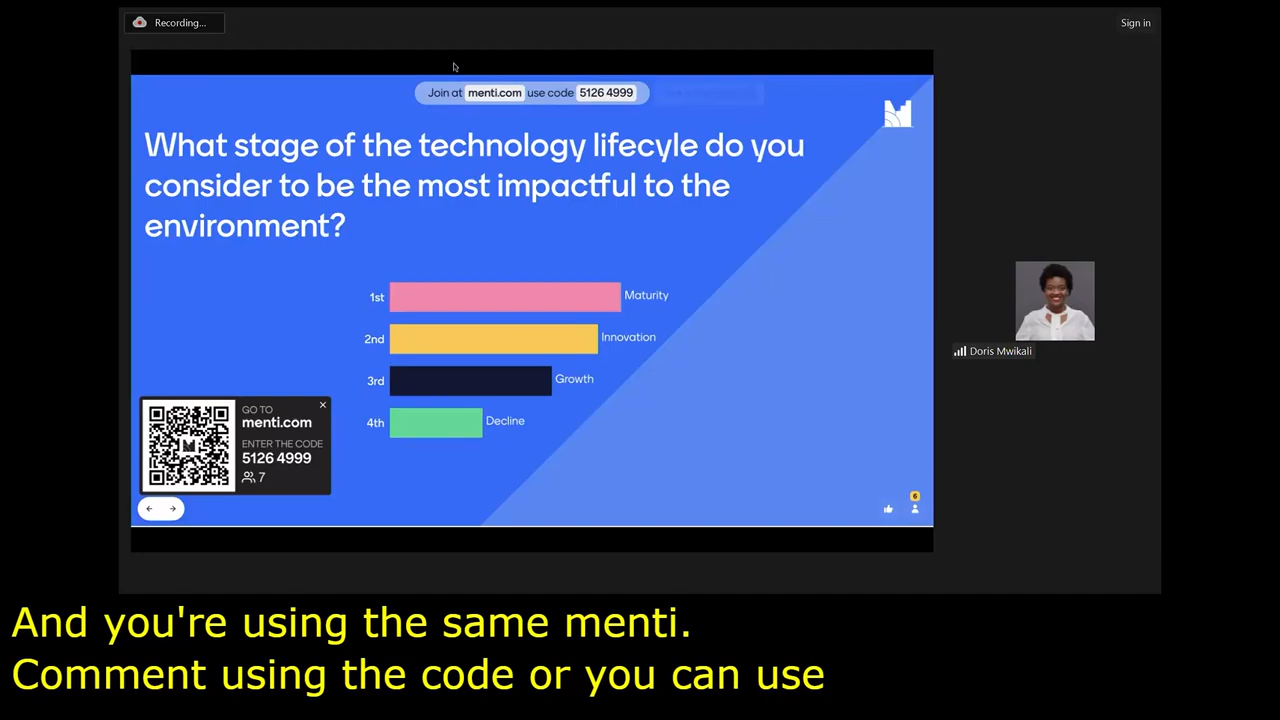 Recording...
Sign in
Join at menti.com use code 5126 4999
What stage of the technology lifecyle do you
consider to be the most impactful to the
environment?
1st Maturity
2nd Innovation
3rd Growth
4th Decline
GO TO
menti.com
ENTER THE CODE
5126 4999
7
6
Doris Mwikali
And you're using the same menti.
Comment using the code or you can use